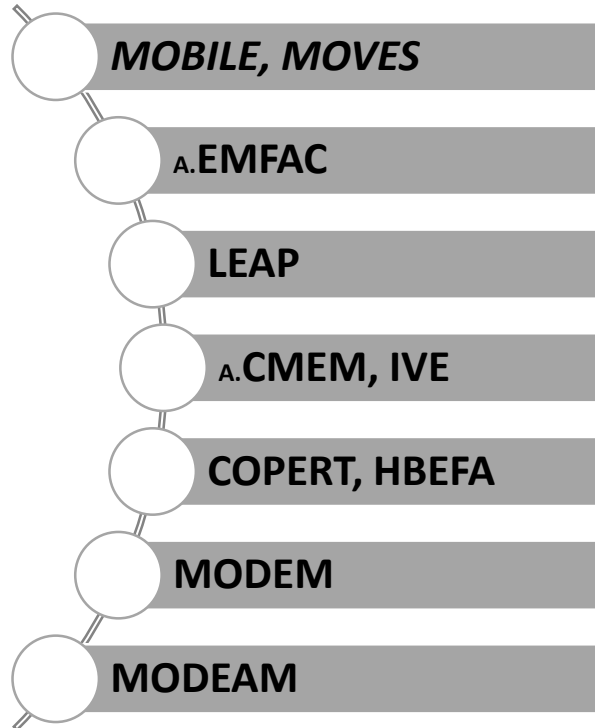 MOBILE, MOVES
A.EMFAC
LEAP
A.CMEM, IVE
COPERT, HBEFA
MODEM
MODEAM